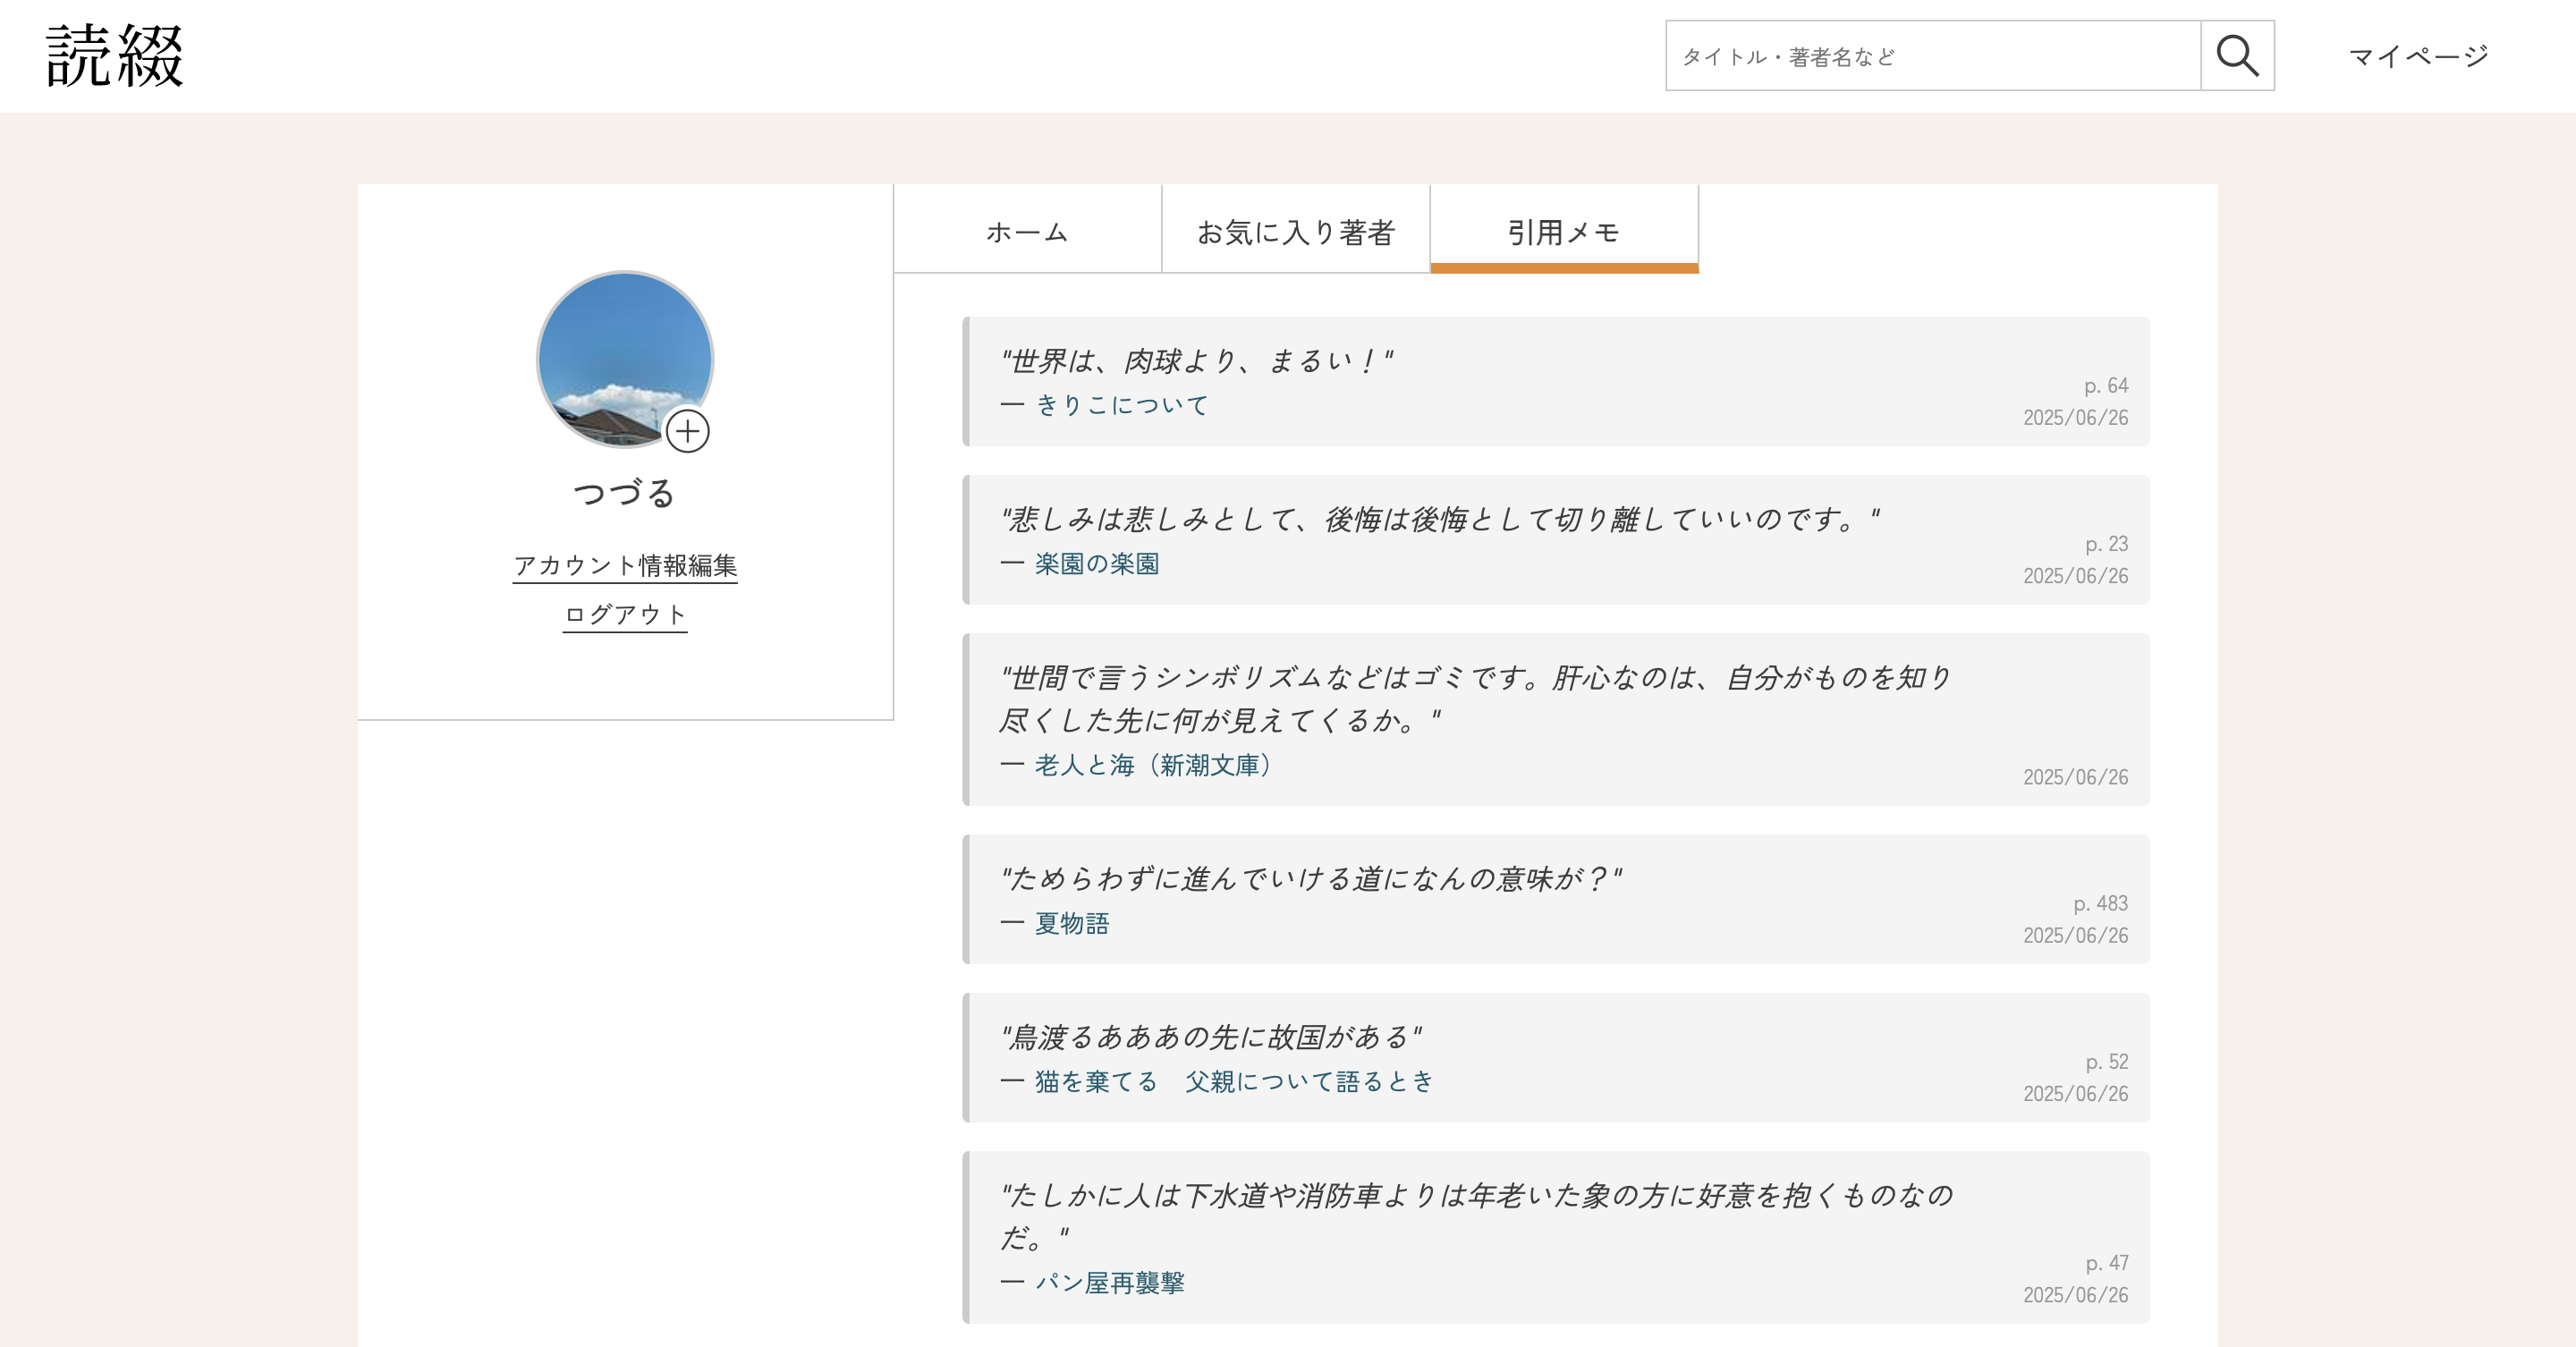 読綴
タイトル・著者名など
マイページ
ホーム
お気に入り著者
引用メモ
つづる
アカウント情報編集
ログアウト
"世界は、肉球より、まるい！"
— きりこについて
p. 64
2025/06/26
"悲しみは悲しみとして、後悔は後悔として切り離していいのです。"
— 楽園の楽園
p. 23
2025/06/26
"世間で言うシンボリズムなどはゴミです。肝心なのは、自分がものを知り
尽くした先に何が見えてくるか。"
— 老人と海（新潮文庫）
2025/06/26
"ためらわずに進んでいける道になんの意味が？"
— 夏物語
p. 483
2025/06/26
"鳥渡るあああの先に故国がある"
— 猫を棄てる　父親について語るとき
p. 52
2025/06/26
"たしかに人は下水道や消防車よりは年老いた象の方に好意を抱くものなの
だ。"
— パン屋再襲撃
p. 47
2025/06/26